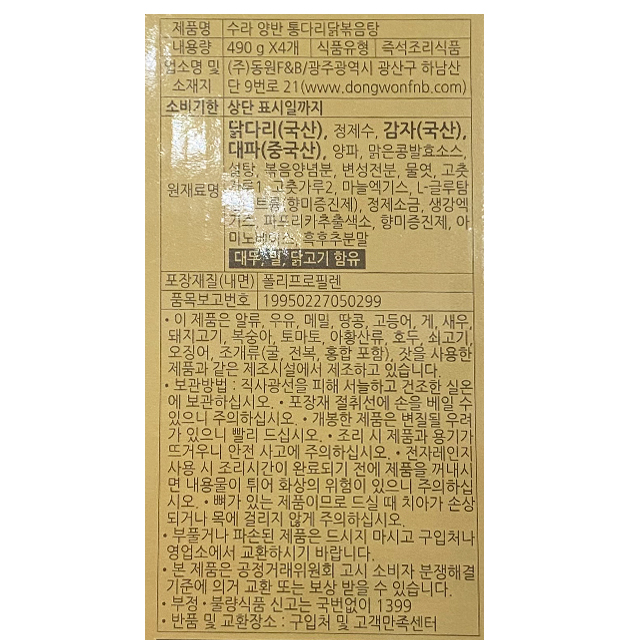 제품명 수라 양반 통다리닭볶음탕
내용량 490 g X4개 식품유형 즉석조리식품
업소명 및 소재지 (주)동원F&B/광주광역시 광산구 하남산
단 9번로 21(www.dongwonfnb.com)
소비기한 상단 표시일까지
원재료명 닭다리(국산), 정제수, 감자(국산),
대파(중국산), 양파, 맑은콩발효소스,
설탕, 볶음양념분, 변성전분, 물엿, 고춧
가루1, 고춧가루2, 마늘엑기스, L-글루탐
산나트륨(향미증진제), 정제소금, 생강엑
기스, 파프리카추출색소, 향미증진제, 아
미노베이스, 흑후추분말
대두, 밀, 닭고기 함유
포장재질(내면) 폴리프로필렌
품목보고번호 19950227050299
• 이 제품은 알류, 우유, 메밀, 땅콩, 고등어, 게, 새우,
돼지고기, 복숭아, 토마토, 아황산류, 호두, 쇠고기,
오징어, 조개류(굴, 전복, 홍합 포함), 잣을 사용한
제품과 같은 제조시설에서 제조하고 있습니다.
• 보관방법 : 직사광선을 피해 서늘하고 건조한 실온
에 보관하십시오. • 포장재 절취선에 손을 베일 수
있으니 주의하십시오. • 개봉한 제품은 변질될 우려
가 있으니 빨리 드십시오. • 조리 시 제품과 용기가
뜨거우니 안전 사고에 주의하십시오. • 전자레인지
사용 시 조리시간이 완료되기 전에 제품을 꺼내시
면 내용물이 튀어 화상의 위험이 있으니 주의하십
시오. • 뼈가 있는 제품이므로 드실 때 치아가 손상
되거나 목에 걸리지 않게 주의하십시오.
• 부풀거나 파손된 제품은 드시지 마시고 구입처나
영업소에서 교환하시기 바랍니다.
• 본 제품은 공정거래위원회 고시 소비자 분쟁해결
기준에 의거 교환 또는 보상 받을 수 있습니다.
• 부정 • 불량식품 신고는 국번없이 1399
• 반품 및 교환장소 : 구입처 및 고객만족센터